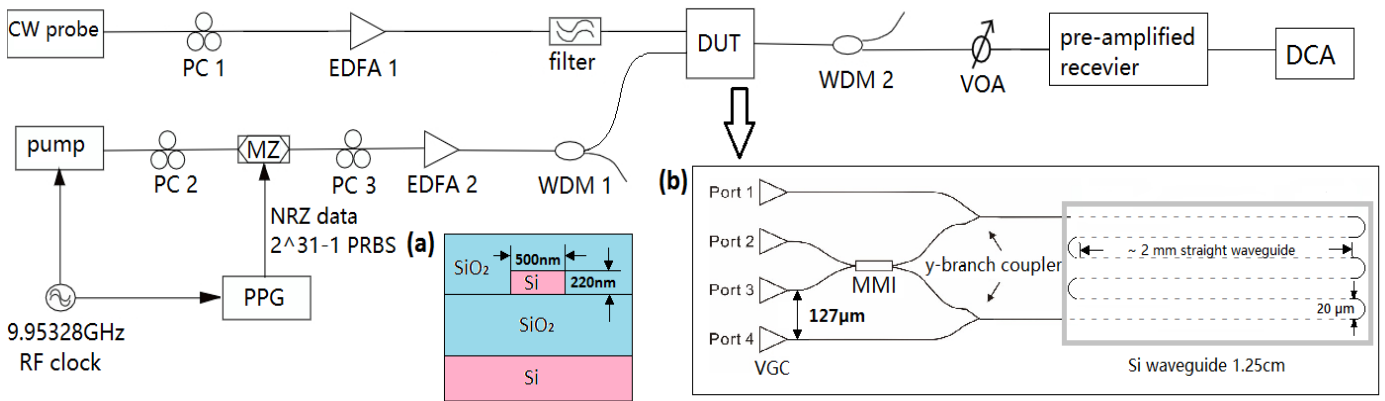 CW probe
PC 1
EDFA 1
filter
DUT
WDM 2
VOA
pre-amplified
recevier
DCA
pump
PC 2
MZ
PC 3
EDFA 2
WDM 1
NRZ data
2^31-1 PRBS
PPG
9.95328GHz
RF clock
(a)
SiO₂
500nm
Si
220nm
SiO₂
Si
(b)
Port 1
Port 2
Port 3
Port 4
VGC
127μm
MMI
y-branch coupler
~ 2 mm straight waveguide
20 μm
Si waveguide 1.25cm